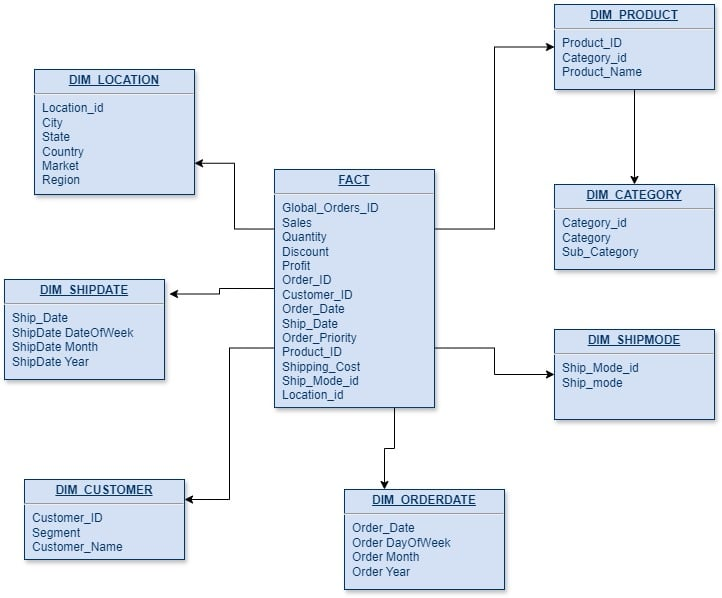 DIM_PRODUCT
Product_ID
Category_id
Product_Name
DIM_LOCATION
Location_id
City
State
Country
Market
Region
FACT
Global_Orders_ID
Sales
Quantity
Discount
Profit
Order_ID
Customer_ID
Order_Date
Ship_Date
Order_Priority
Product_ID
Shipping_Cost
Ship_Mode_id
Location_id
DIM_CATEGORY
Category_id
Category
Sub_Category
DIM_SHIPDATE
Ship_Date
ShipDate DateOfWeek
ShipDate Month
ShipDate Year
DIM_SHIPMODE
Ship_Mode_id
Ship_mode
DIM_CUSTOMER
Customer_ID
Segment
Customer_Name
DIM_ORDERDATE
Order_Date
Order DayOfWeek
Order Month
Order Year